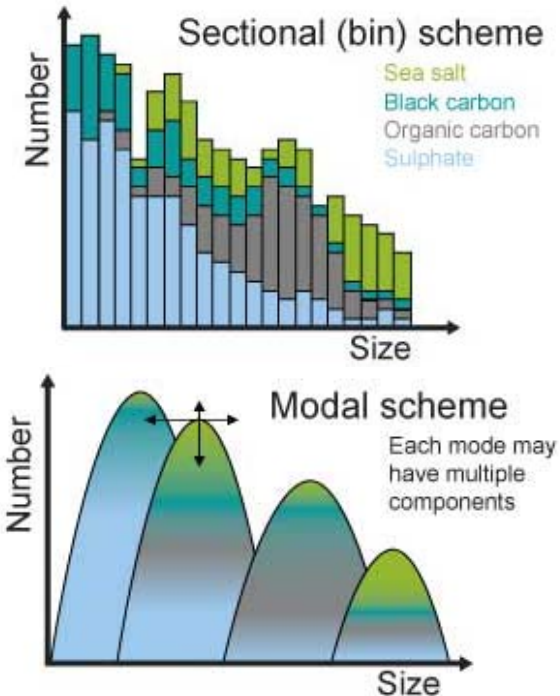 Sectional (bin) scheme
Sea salt
Black carbon
Organic carbon
Sulphate
Number
Size
Modal scheme
Each mode may
have multiple
components
Number
Size